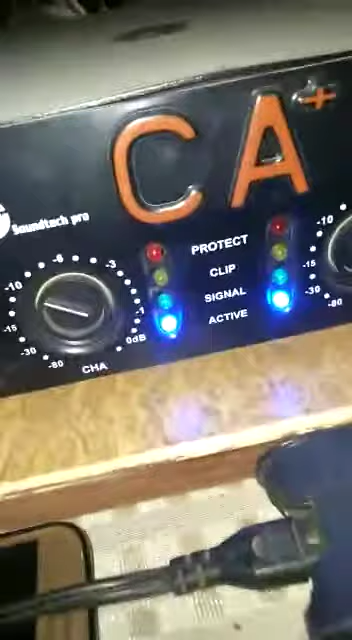 CA+
Soundtech pro
PROTECT
CLIP
SIGNAL
ACTIVE
-6
-3
-10
-1
-15
0dB
-30
-80
CHA
-10
-15
-30
-80